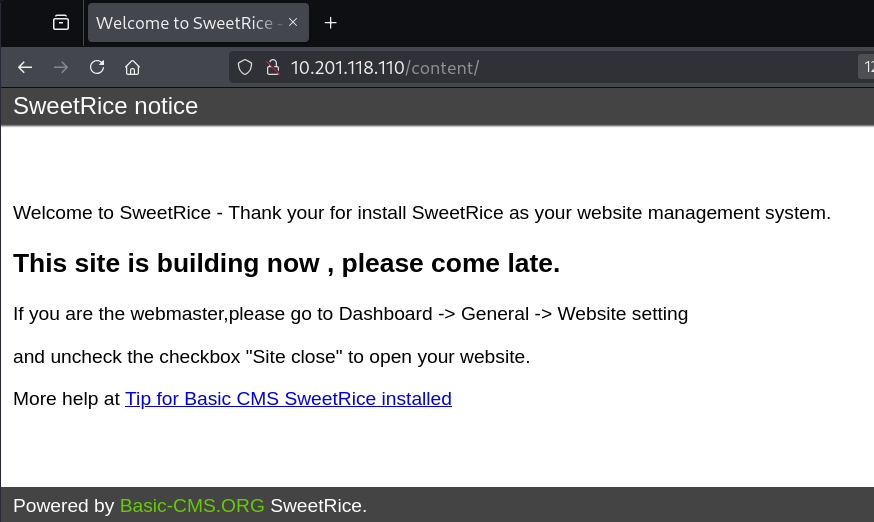 Welcome to SweetRice -
10.201.118.110/content/
12
SweetRice notice
Welcome to SweetRice - Thank your for install SweetRice as your website management system.
This site is building now , please come late.
If you are the webmaster,please go to Dashboard -> General -> Website setting
and uncheck the checkbox "Site close" to open your website.
More help at Tip for Basic CMS SweetRice installed
Powered by Basic-CMS.ORG SweetRice.